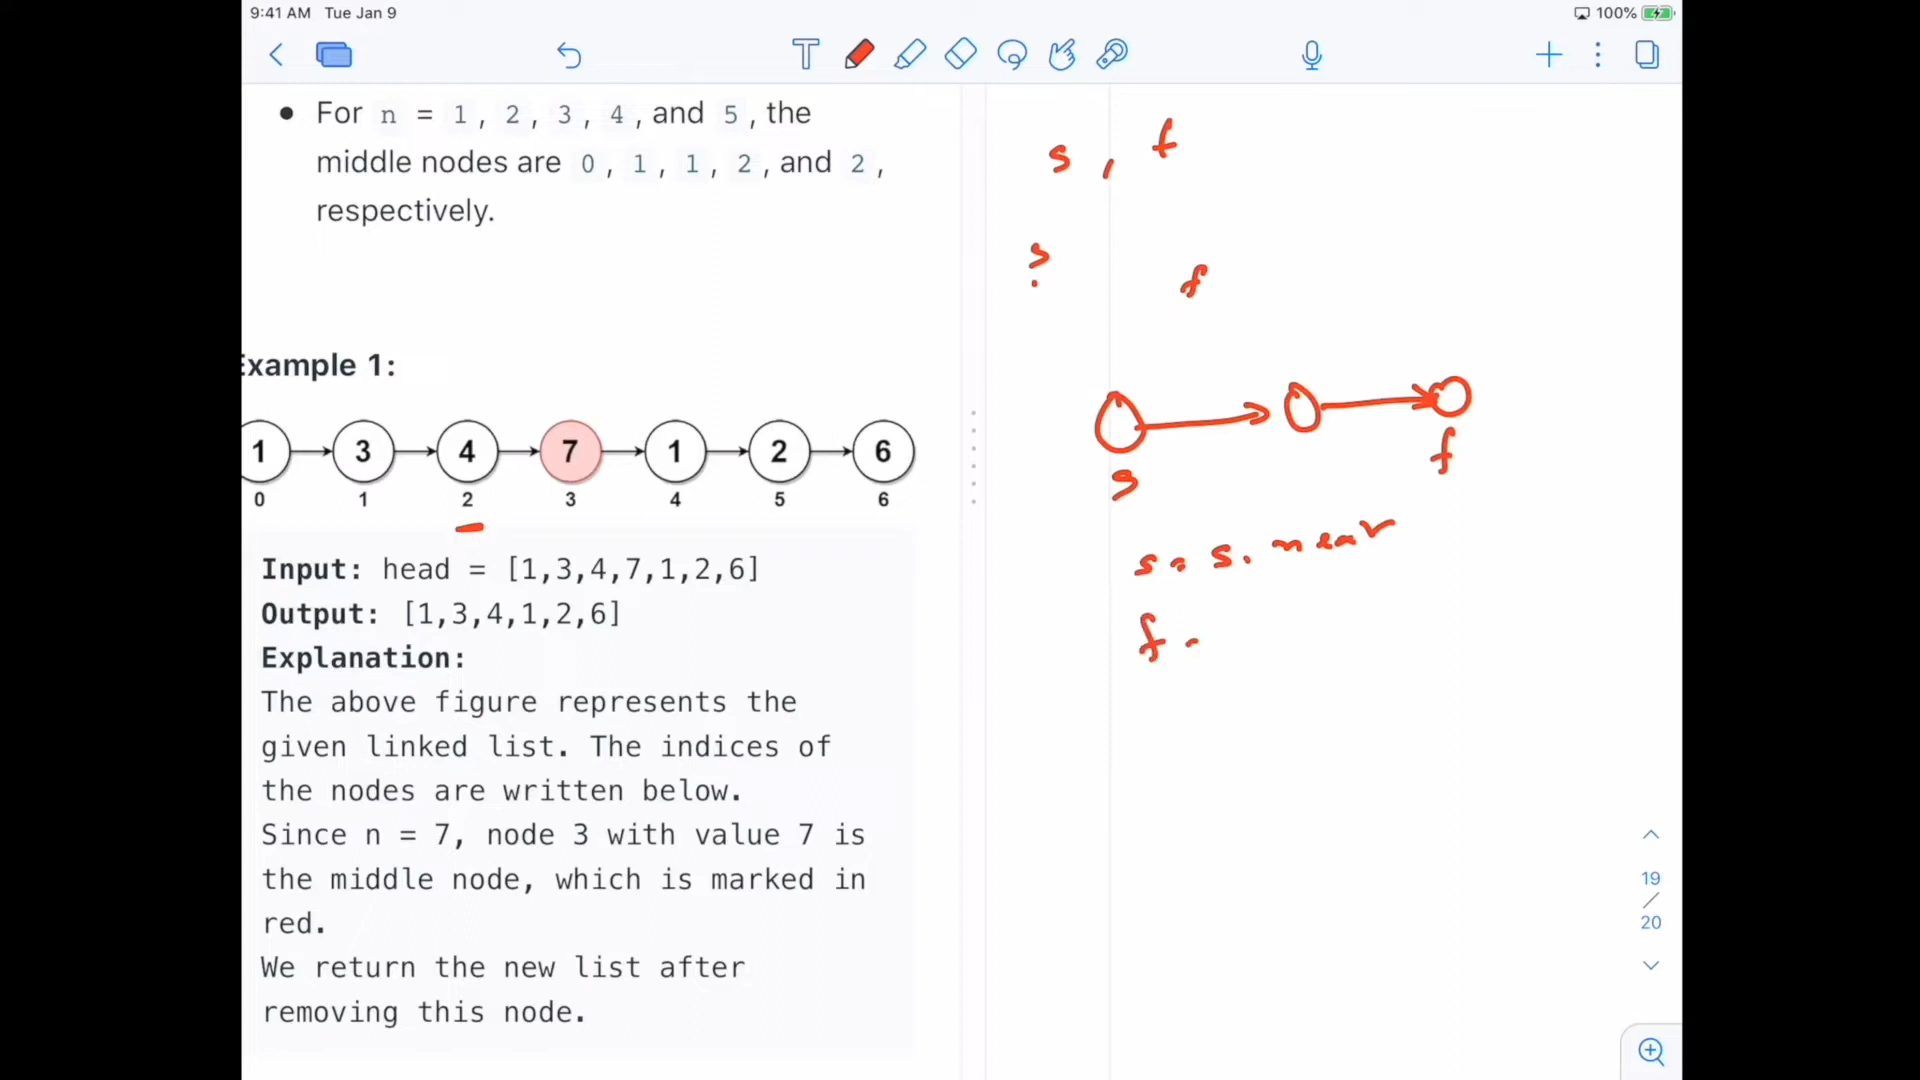 9:41 AM Tue Jan 9
100%
For n = 1, 2, 3, 4, and 5, the
middle nodes are 0, 1, 1, 2, and 2,
respectively.
Example 1:
1 3 4 7 1 2 6
0 1 2 3 4 5 6
Input: head = [1,3,4,7,1,2,6]
Output: [1,3,4,1,2,6]
Explanation:
The above figure represents the
given linked list. The indices of
the nodes are written below.
Since n = 7, node 3 with value 7 is
the middle node, which is marked in
red.
We return the new list after
removing this node.
s, f
s
f
s
f
s = s.
f =
19
/
20